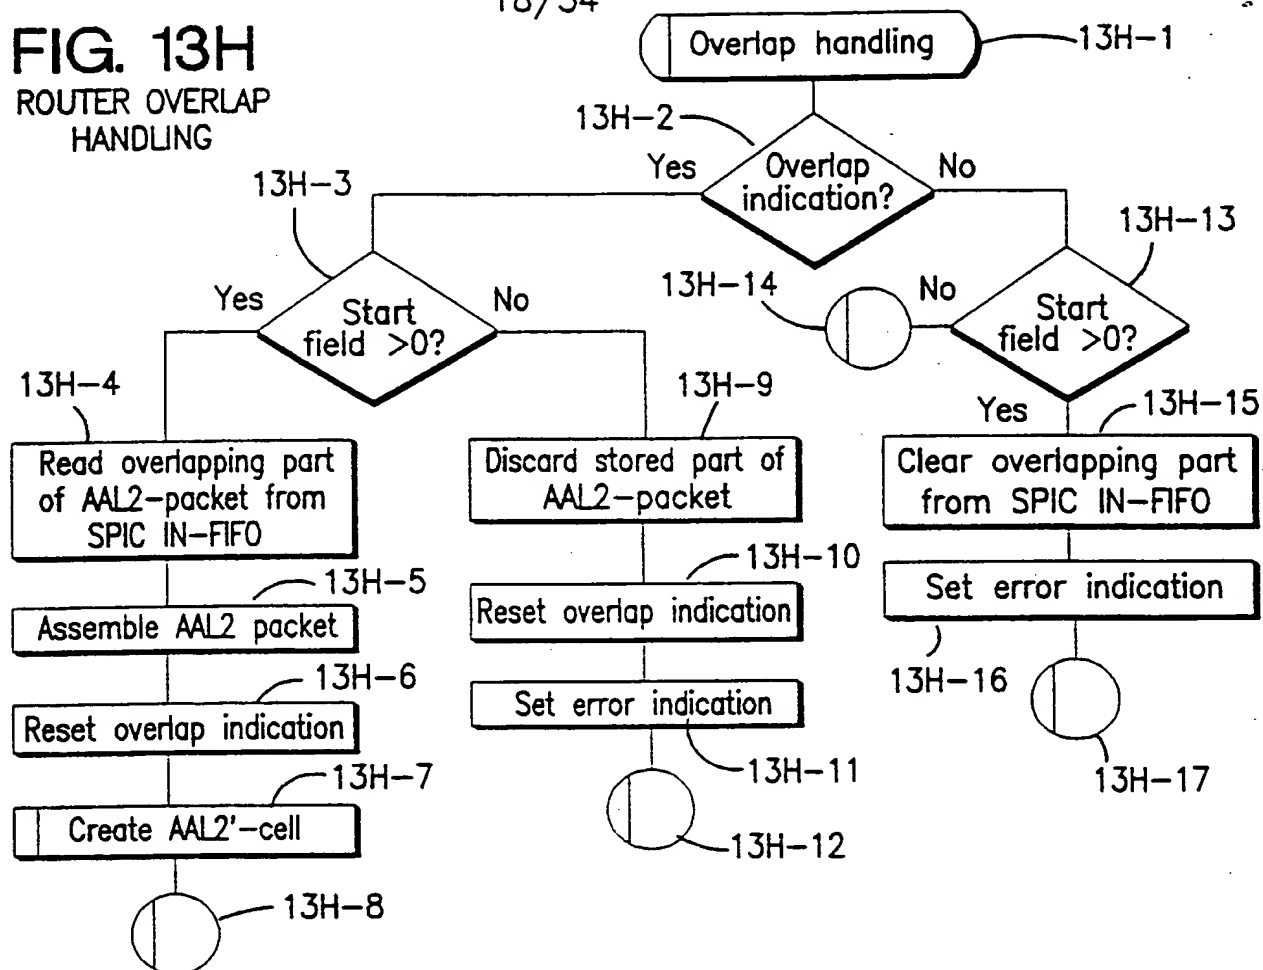 18/54
FIG. 13H
ROUTER OVERLAP
HANDLING
Overlap handling
13H-1
13H-2
Overlap
indication?
Yes
No
13H-3
Start
field >0?
Yes
No
13H-13
Start
field >0?
No
Yes
13H-14
13H-4
Read overlapping part
of AAL2-packet from
SPIC IN-FIFO
13H-5
Assemble AAL2 packet
13H-6
Reset overlap indication
13H-7
Create AAL2'-cell
13H-8
13H-9
Discard stored part of
AAL2-packet
13H-10
Reset overlap indication
Set error indication
13H-11
13H-12
13H-15
Clear overlapping part
from SPIC IN-FIFO
Set error indication
13H-16
13H-17